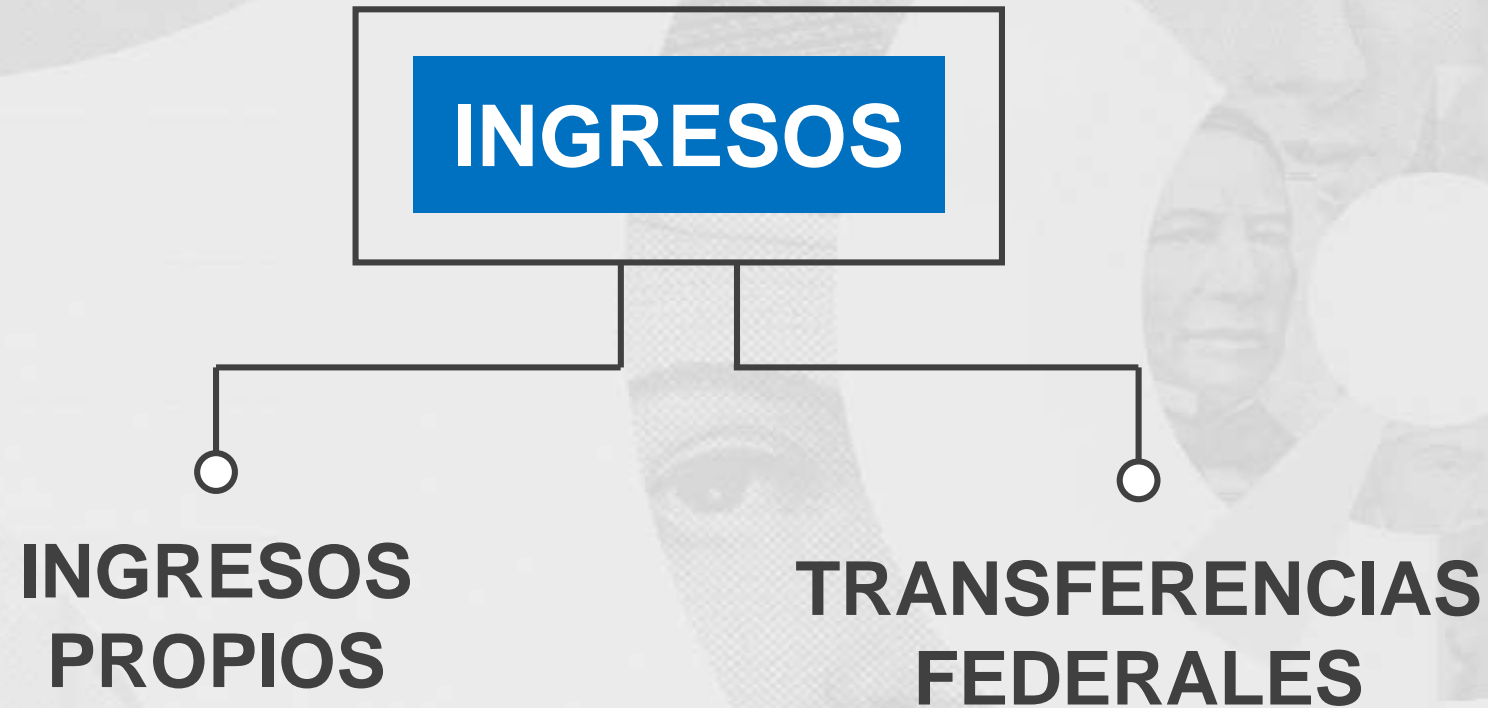 INGRESOS
INGRESOS
PROPIOS
TRANSFERENCIAS
FEDERALES